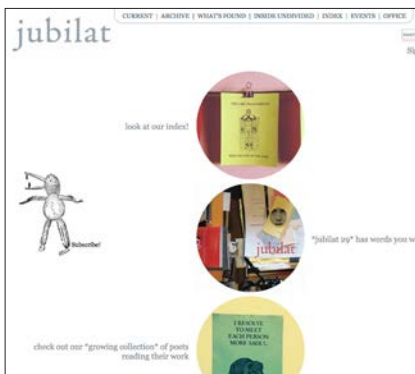 CURRENT | ARCHIVE | WHAT'S FOUND | INSIDE UNDIVIDED | INDEX | EVENTS | OFFICE
jubilat
look at our index!
Subscribe!
jubilat
*jubilat 29* has words you w
I RESOLVE
TO MEET
EACH PERSON
MORE
check out our *growing collection* of poets
reading their work